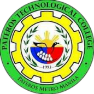 PATEROS TECHNOLOGICAL COLLEGE
PATEROS METRO MANILA